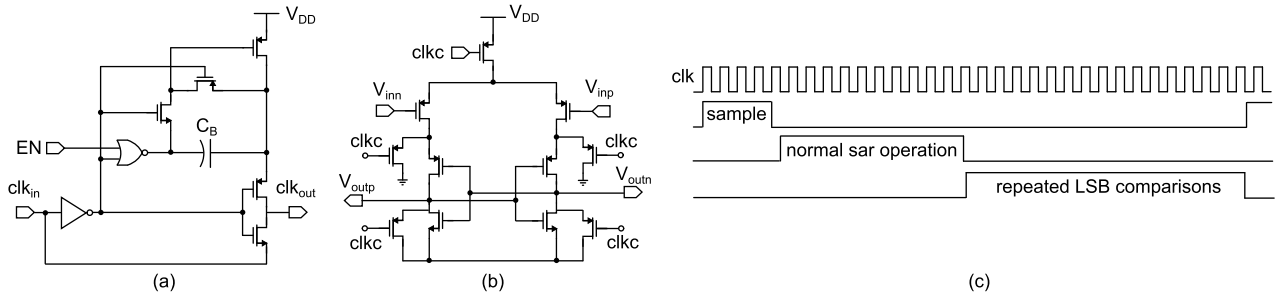 V_DD
C_B
EN
clk_in
clk_out
(a)
V_DD
clkc
V_inn
V_inp
clkc
clkc
V_outp
V_outn
clkc
clkc
(b)
clk
sample
normal sar operation
repeated LSB comparisons
(c)